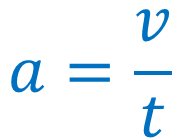 a = v/t